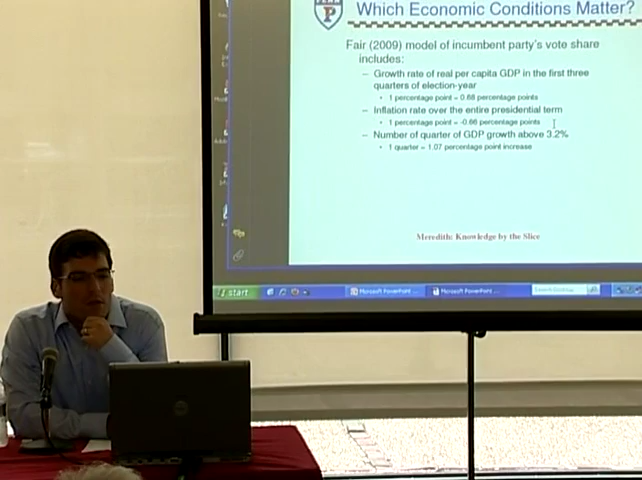 P
Which Economic Conditions Matter?
Fair (2009) model of incumbent party's vote share
includes:
– Growth rate of real per capita GDP in the first three
quarters of election-year
• 1 percentage point = 0.68 percentage points
– Inflation rate over the entire presidential term
• 1 percentage point = -0.66 percentage points
– Number of quarter of GDP growth above 3.2%
• 1 quarter = 1.07 percentage point increase
Meredith: Knowledge by the Slice
start
Microsoft PowerPoint ...
Microsoft PowerPoint ...